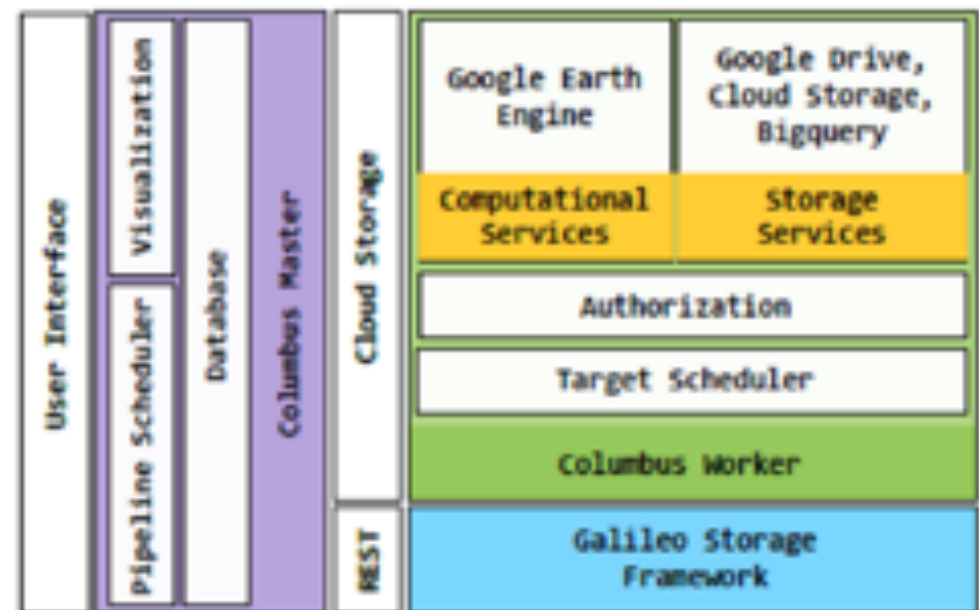 User Interface
Visualization
Pipeline Scheduler
Database
Columbus Master
Cloud Storage
REST
Google Earth
Engine
Google Drive,
Cloud Storage,
Bigquery
Computational
Services
Storage
Services
Authorization
Target Scheduler
Columbus Worker
Galileo Storage
Framework